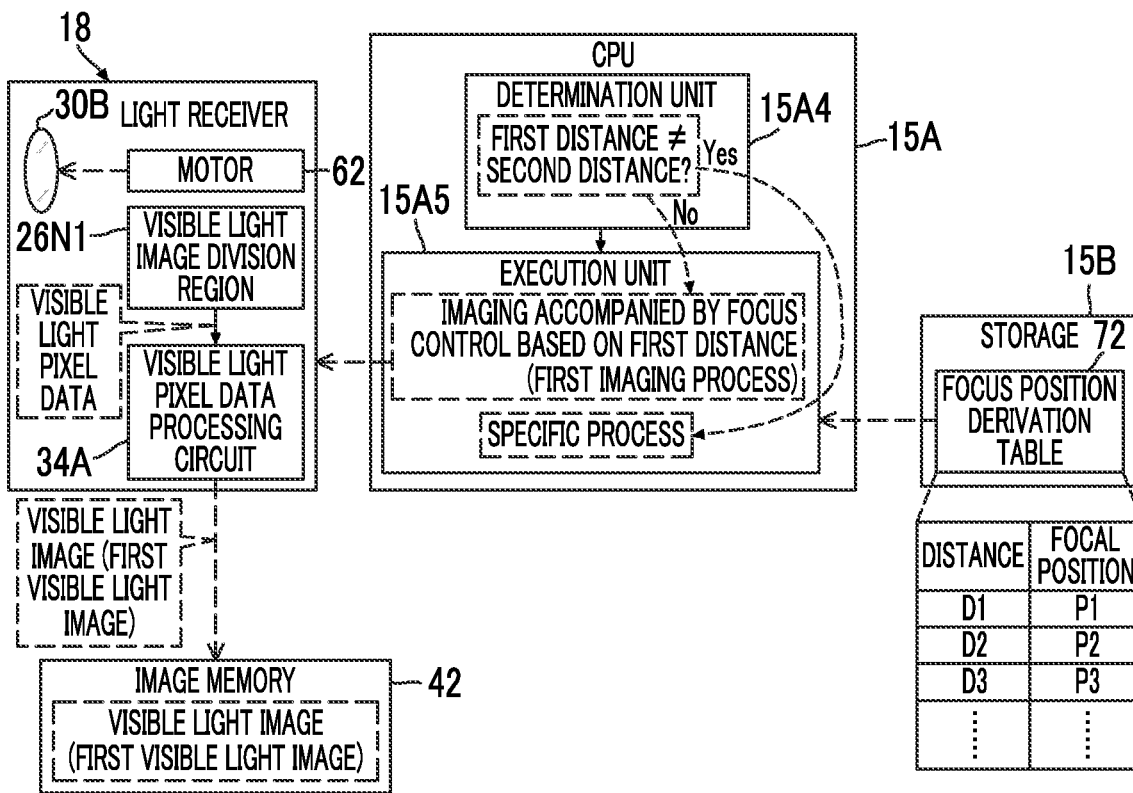 18
30B
LIGHT RECEIVER
MOTOR
62
26N1
VISIBLE LIGHT
IMAGE DIVISION
REGION
VISIBLE
LIGHT
PIXEL
DATA
VISIBLE LIGHT
PIXEL DATA
PROCESSING
CIRCUIT
34A
VISIBLE LIGHT
IMAGE (FIRST
VISIBLE LIGHT
IMAGE)
IMAGE MEMORY
42
VISIBLE LIGHT IMAGE
(FIRST VISIBLE LIGHT IMAGE)
CPU
DETERMINATION UNIT
15A4
15A
FIRST DISTANCE ≠
SECOND DISTANCE?
Yes
No
15A5
EXECUTION UNIT
IMAGING ACCOMPANIED BY FOCUS
CONTROL BASED ON FIRST DISTANCE
(FIRST IMAGING PROCESS)
SPECIFIC PROCESS
15B
STORAGE
72
FOCUS POSITION
DERIVATION
TABLE
DISTANCE FOCAL POSITION
D1 P1
D2 P2
D3 P3